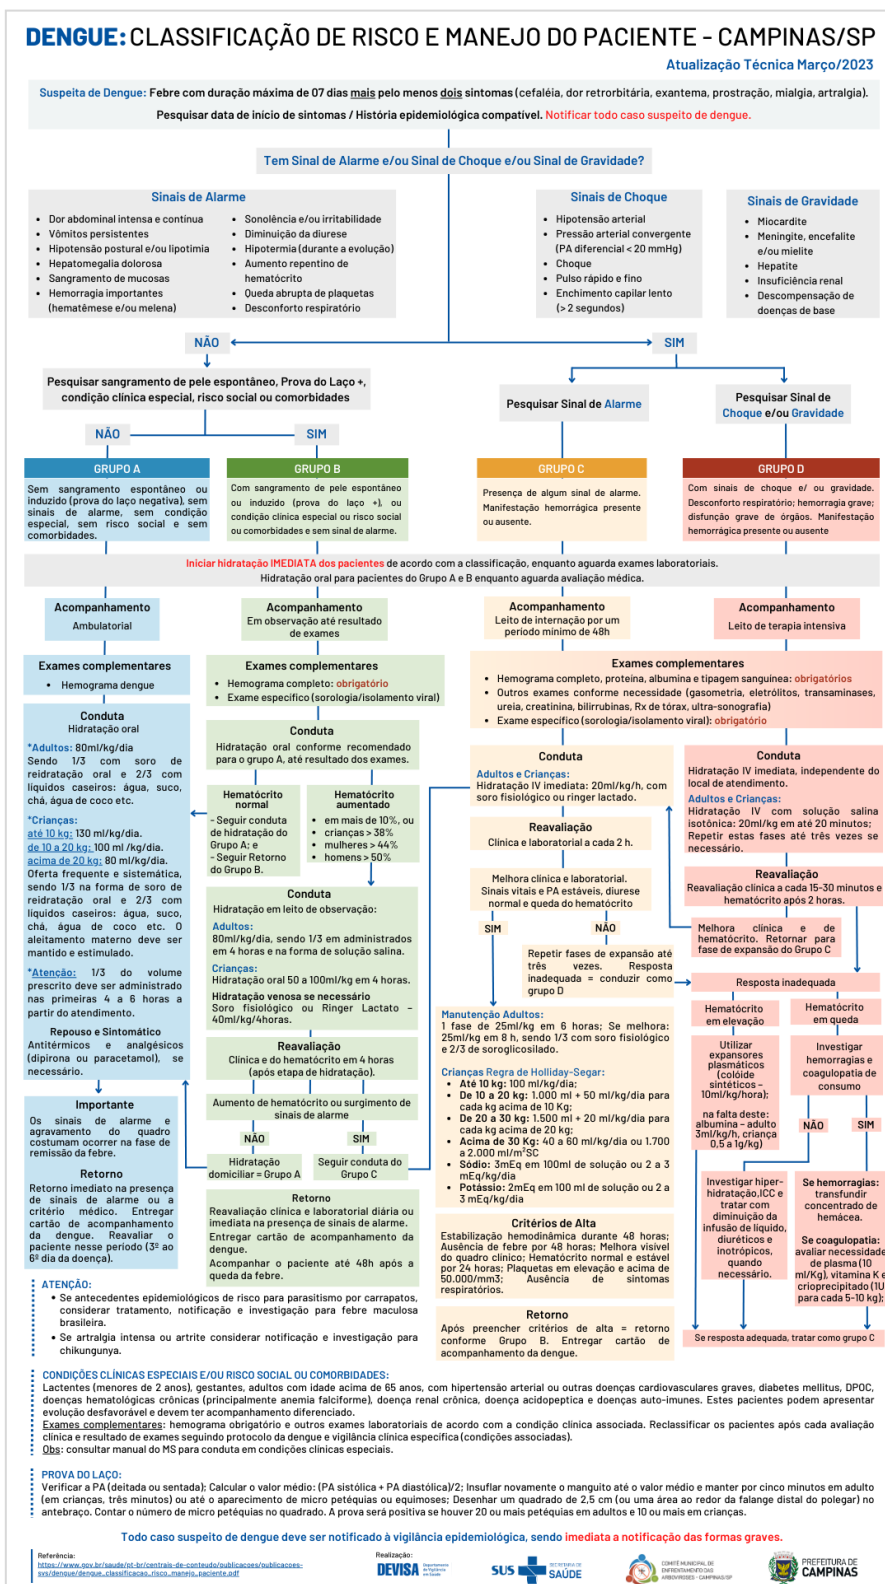 DENGUE: CLASSIFICAÇÃO DE RISCO E MANEJO DO PACIENTE - CAMPINAS/SP
Atualização Técnica Março/2023
Suspeita de Dengue: Febre com duração máxima de 07 dias mais pelo menos dois sintomas (cefaléia, dor retrorbitária, exantema, prostração, mialgia, artralgia).
Pesquisar data de início de sintomas / História epidemiológica compatível. Notificar todo caso suspeito de dengue.
Tem Sinal de Alarme e/ou Sinal de Choque e/ou Sinal de Gravidade?
Sinais de Alarme
• Dor abdominal intensa e contínua
• Vômitos persistentes
• Hipotensão postural e/ou lipotimia
• Hepatomegalia dolorosa
• Sangramento de mucosas
• Hemorragia importantes
(hematêmese e/ou melena)
• Sonolência e/ou irritabilidade
• Diminuição da diurese
• Hipotermia (durante a evolução)
• Aumento repentino de
hematócrito
• Queda abrupta de plaquetas
• Desconforto respiratório
Sinais de Choque
• Hipotensão arterial
• Pressão arterial convergente
(PA diferencial < 20 mmHg)
• Choque
• Pulso rápido e fino
• Enchimento capilar lento
(> 2 segundos)
Sinais de Gravidade
• Miocardite
• Meningite, encefalite
e/ou mielite
• Hepatite
• Insuficiência renal
• Descompensação de
doenças de base
NÃO
SIM
Pesquisar sangramento de pele espontâneo, Prova do Laço +,
condição clínica especial, risco social ou comorbidades
Pesquisar Sinal de Alarme
Pesquisar Sinal de
Choque e/ou Gravidade
NÃO
SIM
GRUPO A
Sem sangramento espontâneo ou
induzido (prova do laço negativa), sem
sinais de alarme, sem condição
especial, sem risco social e sem
comorbidades.
GRUPO B
Com sangramento de pele espontâneo
ou induzido (prova do laço +), ou
condição clínica especial ou risco social
ou comorbidades e sem sinal de alarme.
GRUPO C
Presença de algum sinal de alarme.
Manifestação hemorrágica presente
ou ausente.
GRUPO D
Com sinais de choque e/ ou gravidade.
Desconforto respiratório; hemorragia grave;
disfunção grave de órgãos. Manifestação
hemorrágica presente ou ausente
Iniciar hidratação IMEDIATA dos pacientes de acordo com a classificação, enquanto aguarda exames laboratoriais.
Hidratação oral para pacientes do Grupo A e B enquanto aguarda avaliação médica.
Acompanhamento
Ambulatorial
Acompanhamento
Em observação até resultado
de exames
Acompanhamento
Leito de internação por um
período mínimo de 48h
Acompanhamento
Leito de terapia intensiva
Exames complementares
• Hemograma dengue
Exames complementares
• Hemograma completo: obrigatório
• Exame específico (sorologia/isolamento viral)
Exames complementares
• Hemograma completo, proteína, albumina e tipagem sanguínea: obrigatórios
• Outros exames conforme necessidade (gasometria, eletrólitos, transaminases,
ureia, creatinina, bilirrubinas, Rx de tórax, ultra-sonografia)
• Exame específico (sorologia/isolamento viral): obrigatório
Conduta
Hidratação oral
*Adultos: 80ml/kg/dia
Sendo 1/3 com soro de
reidratação oral e 2/3 com
líquidos caseiros: água, suco,
chá, água de coco etc.
*Crianças:
até 10 kg: 130 ml/kg/dia.
de 10 a 20 kg: 100 ml /kg/dia.
acima de 20 kg: 80 ml/kg/dia.
Oferta frequente e sistemática,
sendo 1/3 na forma de soro de
reidratação oral e 2/3 com
líquidos caseiros: água, suco,
chá, água de coco etc. O
aleitamento materno deve ser
mantido e estimulado.
*Atenção: 1/3 do volume
prescrito deve ser administrado
nas primeiras 4 a 6 horas a
partir do atendimento.
Repouso e Sintomático
Antitérmicos e analgésicos
(dipirona ou paracetamol), se
necessário.
Importante
Os sinais de alarme e
agravamento do quadro
costumam ocorrer na fase de
remissão da febre.
Retorno
Retorno imediato na presença
de sinais de alarme ou a
critério médico. Entregar
cartão de acompanhamento
da dengue. Reavaliar o
paciente nesse período (3º ao
6º dia da doença).
Conduta
Hidratação oral conforme recomendado
para o grupo A, até resultado dos exames.
Hematócrito
normal
- Seguir conduta
de hidratação do
Grupo A; e
- Seguir Retorno
do Grupo B.
Hematócrito
aumentado
• em mais de 10%, ou
• crianças > 38%
• mulheres > 44%
• homens > 50%
Conduta
Hidratação em leito de observação:
Adultos:
80ml/kg/dia, sendo 1/3 em administrados
em 4 horas e na forma de solução salina.
Crianças:
Hidratação oral 50 a 100ml/kg em 4 horas.
Hidratação venosa se necessário
Soro fisiológico ou Ringer Lactato –
40ml/kg/4horas.
Reavaliação
Clínica e do hematócrito em 4 horas
(após etapa de hidratação).
Aumento de hematócrito ou surgimento de
sinais de alarme
NÃO
SIM
Hidratação
domiciliar = Grupo A
Seguir conduta do
Grupo C
Retorno
Reavaliação clínica e laboratorial diária ou
imediata na presença de sinais de alarme.
Entregar cartão de acompanhamento da
dengue.
Acompanhar o paciente até 48h após a
queda da febre.
Conduta
Adultos e Crianças:
Hidratação IV imediata: 20ml/kg/h, com
soro fisiológico ou ringer lactado.
Reavaliação
Clínica e laboratorial a cada 2 h.
Melhora clínica e laboratorial.
Sinais vitais e PA estáveis, diurese
normal e queda do hematócrito
SIM
NÃO
Repetir fases de expansão até
três vezes. Resposta
inadequada = conduzir como
grupo D
Manutenção Adultos:
1 fase de 25ml/kg em 6 horas; Se melhora:
25ml/kg em 8 h, sendo 1/3 com soro fisiológico
e 2/3 de soroglicosilado.
Crianças Regra de Holliday-Segar:
• Até 10 kg: 100 ml/kg/dia;
• De 10 a 20 kg: 1.000 ml + 50 ml/kg/dia para
cada kg acima de 10 Kg;
• De 20 a 30 kg: 1.500 ml + 20 ml/kg/dia para
cada kg acima de 20 kg;
• Acima de 30 Kg: 40 a 60 ml/kg/dia ou 1.700
a 2.000 ml/m²SC
• Sódio: 3mEq em 100ml de solução ou 2 a 3
mEq/kg/dia
• Potássio: 2mEq em 100 ml de solução ou 2 a
3 mEq/kg/dia
Critérios de Alta
Estabilização hemodinâmica durante 48 horas;
Ausência de febre por 48 horas; Melhora visível
do quadro clínico; Hematócrito normal e estável
por 24 horas; Plaquetas em elevação e acima de
50.000/mm3; Ausência de sintomas
respiratórios.
Retorno
Após preencher critérios de alta = retorno
conforme Grupo B. Entregar cartão de
acompanhamento da dengue.
Conduta
Hidratação IV imediata, independente do
local de atendimento.
Adultos e Crianças:
Hidratação IV com solução salina
isotônica: 20ml/kg em até 20 minutos;
Repetir estas fases até três vezes se
necessário.
Reavaliação
Reavaliação clínica a cada 15-30 minutos e
hematócrito após 2 horas.
Melhora clínica e de
hematócrito. Retornar para
fase de expansão do Grupo C
Resposta inadequada
Hematócrito
em elevação
Hematócrito
em queda
Utilizar
expansores
plasmáticos
(colóide
sintéticos –
10ml/kg/hora);
na falta deste:
albumina – adulto
3ml/kg/h, criança
0,5 a 1g/kg)
Investigar
hemorragias e
coagulopatia de
consumo
NÃO
SIM
Investigar hiper-
hidratação,ICC e
tratar com
diminuição da
infusão de líquido,
diuréticos e
inotrópicos,
quando
necessário.
Se hemorragias:
transfundir
concentrado de
hemácea.
Se coagulopatia:
avaliar necessidade
de plasma (10
ml/Kg), vitamina K e
crioprecipitado (1U
para cada 5-10 kg);
Se resposta adequada, tratar como grupo C
ATENÇÃO:
• Se antecedentes epidemiológicos de risco para parasitismo por carrapatos,
considerar tratamento, notificação e investigação para febre maculosa
brasileira.
• Se artralgia intensa ou artrite considerar notificação e investigação para
chikungunya.
CONDIÇÕES CLÍNICAS ESPECIAIS E/OU RISCO SOCIAL OU COMORBIDADES:
Lactentes (menores de 2 anos), gestantes, adultos com idade acima de 65 anos, com hipertensão arterial ou outras doenças cardiovasculares graves, diabetes mellitus, DPOC,
doenças hematológicas crônicas (principalmente anemia falciforme), doença renal crônica, doença acidopeptica e doenças auto-imunes. Estes pacientes podem apresentar
evolução desfavorável e devem ter acompanhamento diferenciado.
Exames complementares: hemograma obrigatório e outros exames laboratoriais de acordo com a condição clínica associada. Reclassificar os pacientes após cada avaliação
clínica e resultado de exames seguindo protocolo da dengue e vigilância clínica específica (condições associadas).
Obs: consultar manual do MS para conduta em condições clínicas especiais.
PROVA DO LAÇO:
Verificar a PA (deitada ou sentada); Calcular o valor médio: (PA sistólica + PA diastólica)/2; Insuflar novamente o manguito até o valor médio e manter por cinco minutos em adulto
(em crianças, três minutos) ou até o aparecimento de micro petéquias ou equimoses; Desenhar um quadrado de 2,5 cm (ou uma área ao redor da falange distal do polegar) no
antebraço. Contar o número de micro petéquias no quadrado. A prova será positiva se houver 20 ou mais petéquias em adultos e 10 ou mais em crianças.
Todo caso suspeito de dengue deve ser notificado à vigilância epidemiológica, sendo imediata a notificação das formas graves.
Referência:
https://www.gov.br/saude/pt-br/centrais-de-conteudo/publicacoes/publicacoes-
svs/dengue/dengue_classificacao_risco_manejo_paciente.pdf
Realização:
DEVISA Departamento
de Vigilância
em Saúde
SUS
SECRETARIA DE
SAÚDE
COMITÊ MUNICIPAL DE
ENFRENTAMENTO DAS
ARBOVIROSES - CAMPINAS/SP
PREFEITURA DE
CAMPINAS